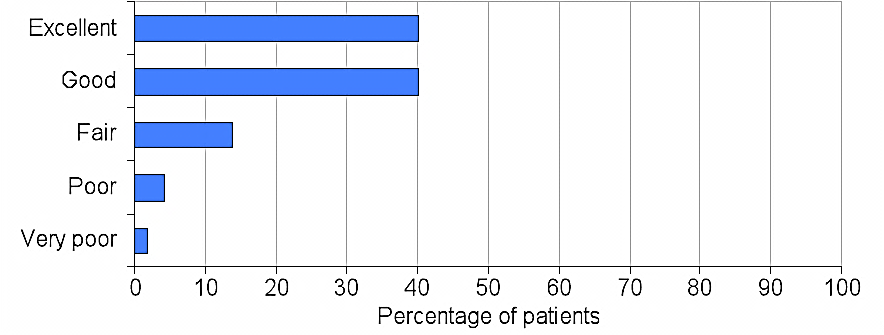 Excellent
Good
Fair
Poor
Very poor
0 10 20 30 40 50 60 70 80 90 100
Percentage of patients